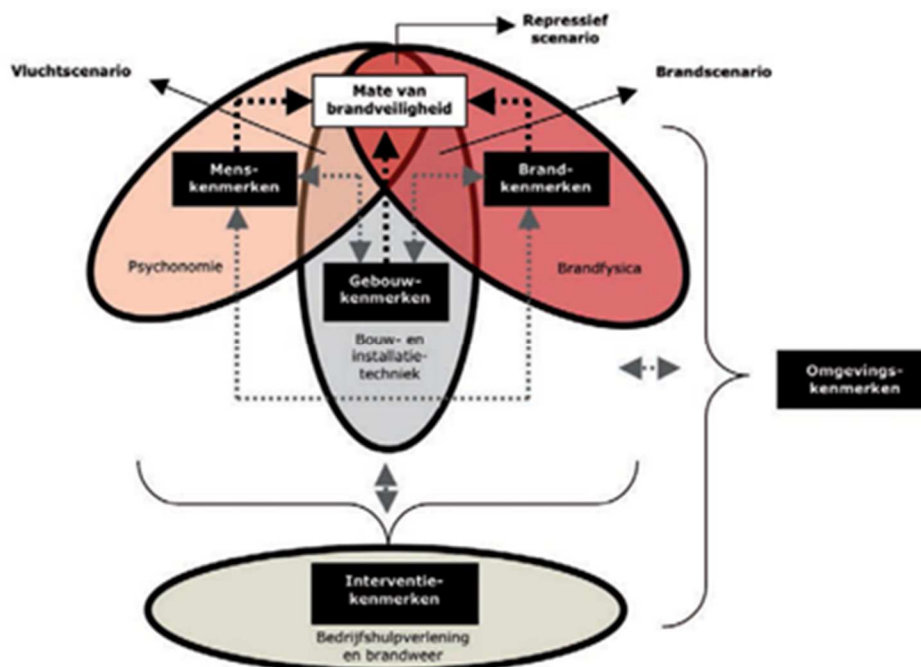 Repressief
scenario
Vluchtscenario
Brandscenario
Mate van
brandveiligheid
Mens-
kenmerken
Brand-
kenmerken
Psychonomie
Brandfysica
Gebouw-
kenmerken
Bouw- en
installatie-
techniek
Omgevings-
kenmerken
Interventie-
kenmerken
Bedrijfshulpverlening
en brandweer